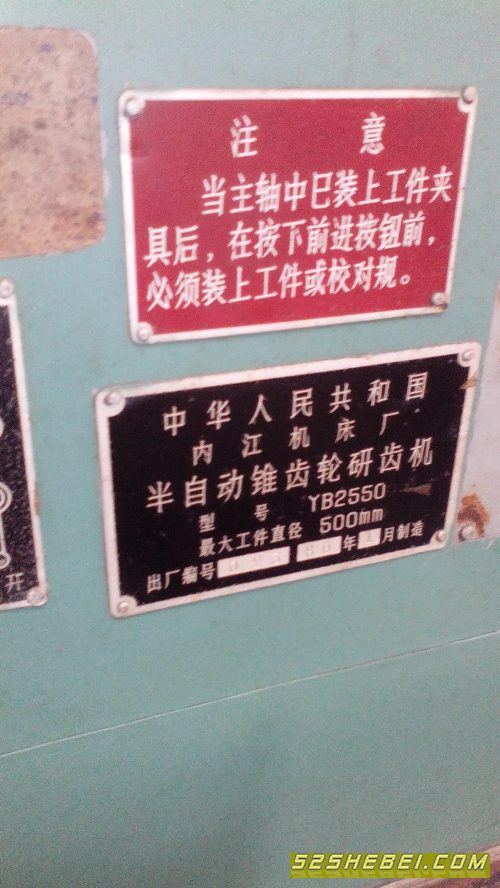 注 意
当主轴中已装上工件夹
具后，在按下前进按钮前，
必须装上工件或校对规。
中华人民共和国
内江机床厂
半自动锥齿轮研齿机
型号 YB2550
最大工件直径 500mm
出厂编号 年 月制造
开
52SHEBEI.COM